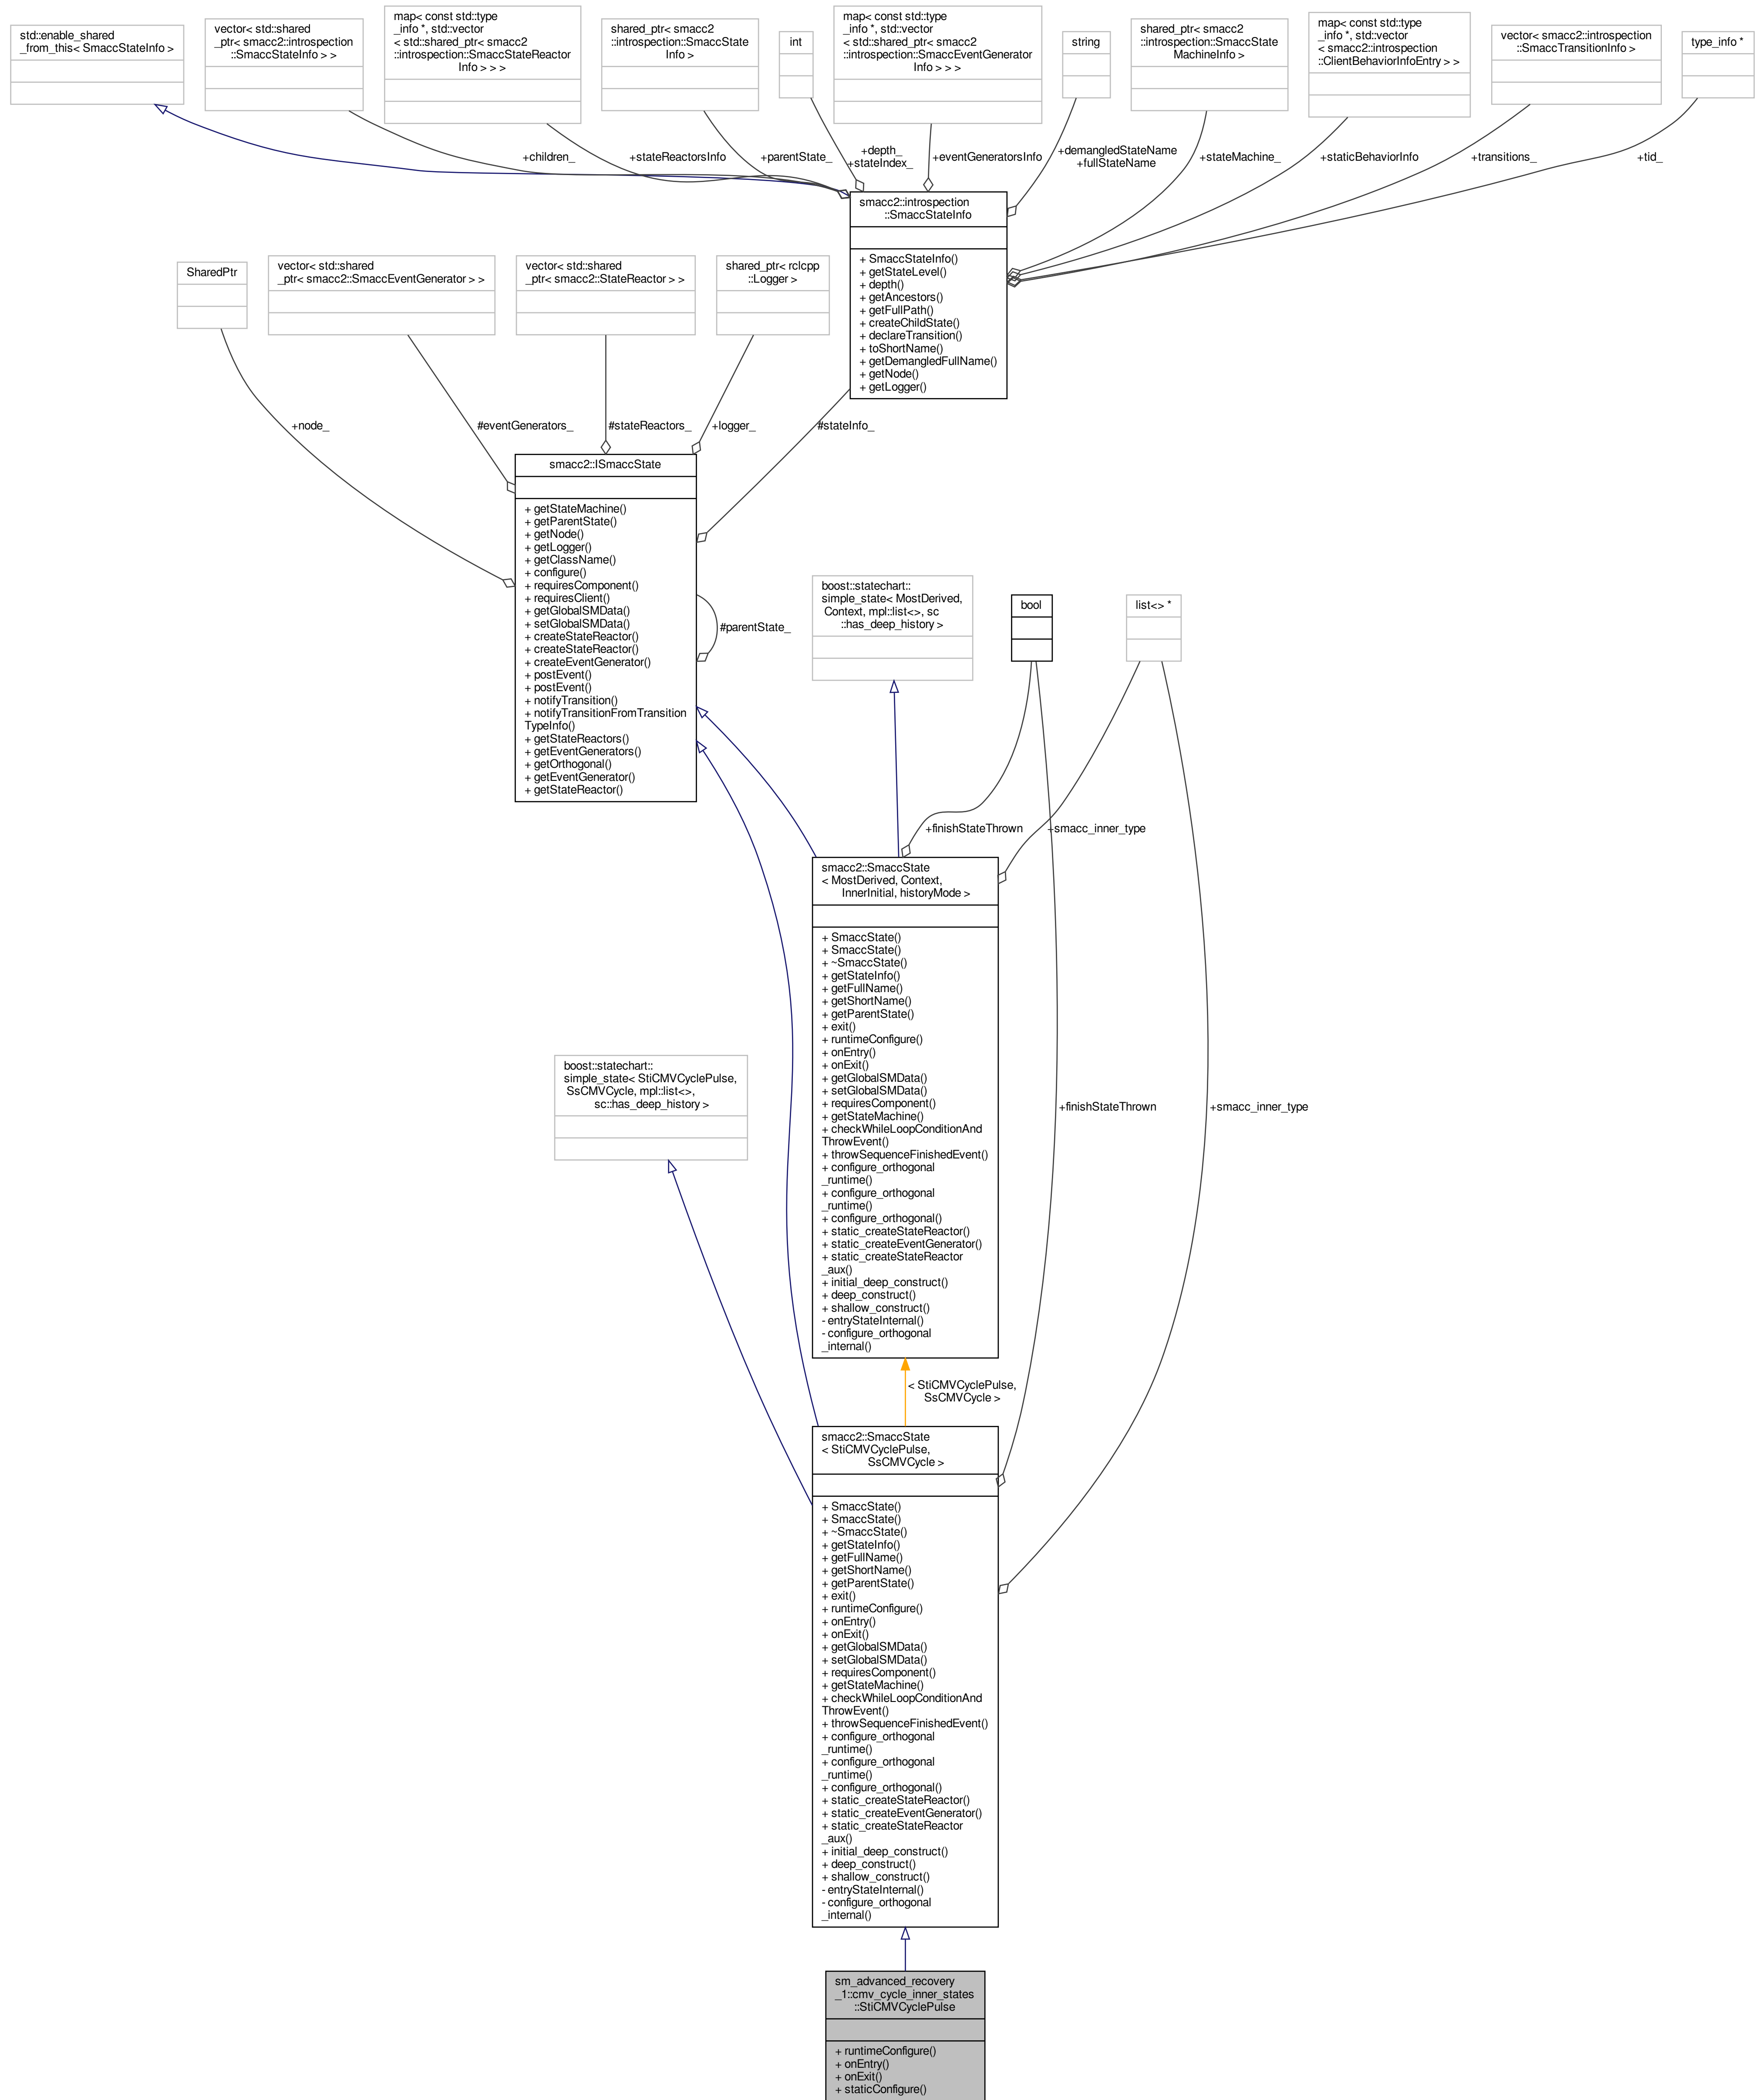 std::enable_shared
_from_this< SmaccStateInfo >
vector< std::shared
_ptr< smacc2::introspection
::SmaccStateInfo > >
map< const std::type
_info *, std::vector
< std::shared_ptr< smacc2
::introspection::SmaccStateReactor
Info > > >
shared_ptr< smacc2
::introspection::SmaccState
Info >
int
map< const std::type
_info *, std::vector
< std::shared_ptr< smacc2
::introspection::SmaccEventGenerator
Info > > >
string
shared_ptr< smacc2
::introspection::SmaccState
MachineInfo >
map< const std::type
_info *, std::vector
< smacc2::introspection
::ClientBehaviorInfoEntry > >
vector< smacc2::introspection
::SmaccTransitionInfo >
type_info *
+children_
+stateReactorsInfo
+parentState_
+depth_
+stateIndex_
+eventGeneratorsInfo
+demangledStateName
+fullStateName
+stateMachine_
+staticBehaviorInfo
+transitions_
+tid_
smacc2::introspection
::SmaccStateInfo
+ SmaccStateInfo()
+ getStateLevel()
+ depth()
+ getAncestors()
+ getFullPath()
+ createChildState()
+ declareTransition()
+ toShortName()
+ getDemangledFullName()
+ getNode()
+ getLogger()
SharedPtr
vector< std::shared
_ptr< smacc2::SmaccEventGenerator > >
vector< std::shared
_ptr< smacc2::StateReactor > >
shared_ptr< rclcpp
::Logger >
+node_
#eventGenerators_
#stateReactors_
+logger_
#stateInfo_
smacc2::ISmaccState
+ getStateMachine()
+ getParentState()
+ getNode()
+ getLogger()
+ getClassName()
+ configure()
+ requiresComponent()
+ requiresClient()
+ getGlobalSMData()
+ setGlobalSMData()
+ createStateReactor()
+ createStateReactor()
+ createEventGenerator()
+ postEvent()
+ postEvent()
+ notifyTransition()
+ notifyTransitionFromTransition
TypeInfo()
+ getStateReactors()
+ getEventGenerators()
+ getOrthogonal()
+ getEventGenerator()
+ getStateReactor()
#parentState_
boost::statechart::
simple_state< MostDerived,
Context, mpl::list<>, sc
::has_deep_history >
bool
list<> *
+finishStateThrown
+smacc_inner_type
smacc2::SmaccState
< MostDerived, Context,
InnerInitial, historyMode >
+ SmaccState()
+ SmaccState()
+ ~SmaccState()
+ getStateInfo()
+ getFullName()
+ getShortName()
+ getParentState()
+ exit()
+ runtimeConfigure()
+ onEntry()
+ onExit()
+ getGlobalSMData()
+ setGlobalSMData()
+ requiresComponent()
+ getStateMachine()
+ checkWhileLoopConditionAnd
ThrowEvent()
+ throwSequenceFinishedEvent()
+ configure_orthogonal
_runtime()
+ configure_orthogonal
_runtime()
+ configure_orthogonal()
+ static_createStateReactor()
+ static_createEventGenerator()
+ static_createStateReactor
_aux()
+ initial_deep_construct()
+ deep_construct()
+ shallow_construct()
- entryStateInternal()
- configure_orthogonal
_internal()
boost::statechart::
simple_state< StiCMVCyclePulse,
SsCMVCycle, mpl::list<>,
sc::has_deep_history >
+finishStateThrown
+smacc_inner_type
< StiCMVCyclePulse,
SsCMVCycle >
smacc2::SmaccState
< StiCMVCyclePulse,
SsCMVCycle >
+ SmaccState()
+ SmaccState()
+ ~SmaccState()
+ getStateInfo()
+ getFullName()
+ getShortName()
+ getParentState()
+ exit()
+ runtimeConfigure()
+ onEntry()
+ onExit()
+ getGlobalSMData()
+ setGlobalSMData()
+ requiresComponent()
+ getStateMachine()
+ checkWhileLoopConditionAnd
ThrowEvent()
+ throwSequenceFinishedEvent()
+ configure_orthogonal
_runtime()
+ configure_orthogonal
_runtime()
+ configure_orthogonal()
+ static_createStateReactor()
+ static_createEventGenerator()
+ static_createStateReactor
_aux()
+ initial_deep_construct()
+ deep_construct()
+ shallow_construct()
- entryStateInternal()
- configure_orthogonal
_internal()
sm_advanced_recovery
_1::cmv_cycle_inner_states
::StiCMVCyclePulse
+ runtimeConfigure()
+ onEntry()
+ onExit()
+ staticConfigure()